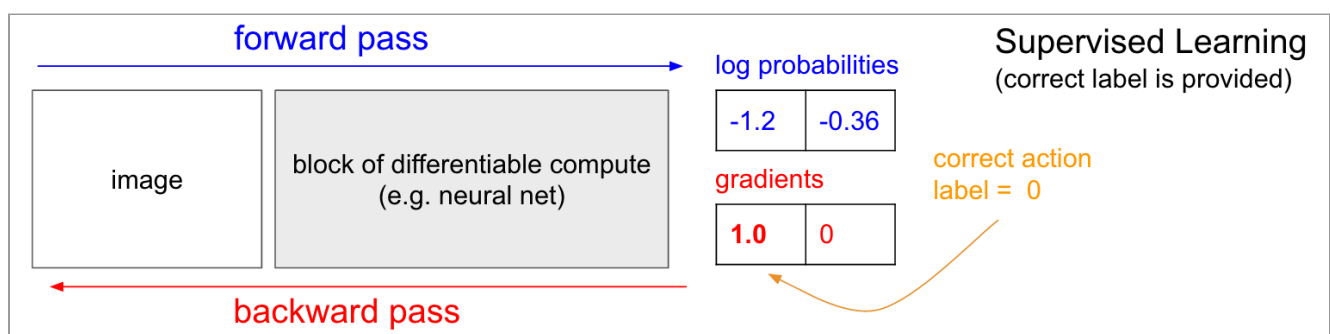 forward pass
Supervised Learning
(correct label is provided)
log probabilities
-1.2 -0.36
image
block of differentiable compute
(e.g. neural net)
correct action
label = 0
gradients
1.0 0
backward pass